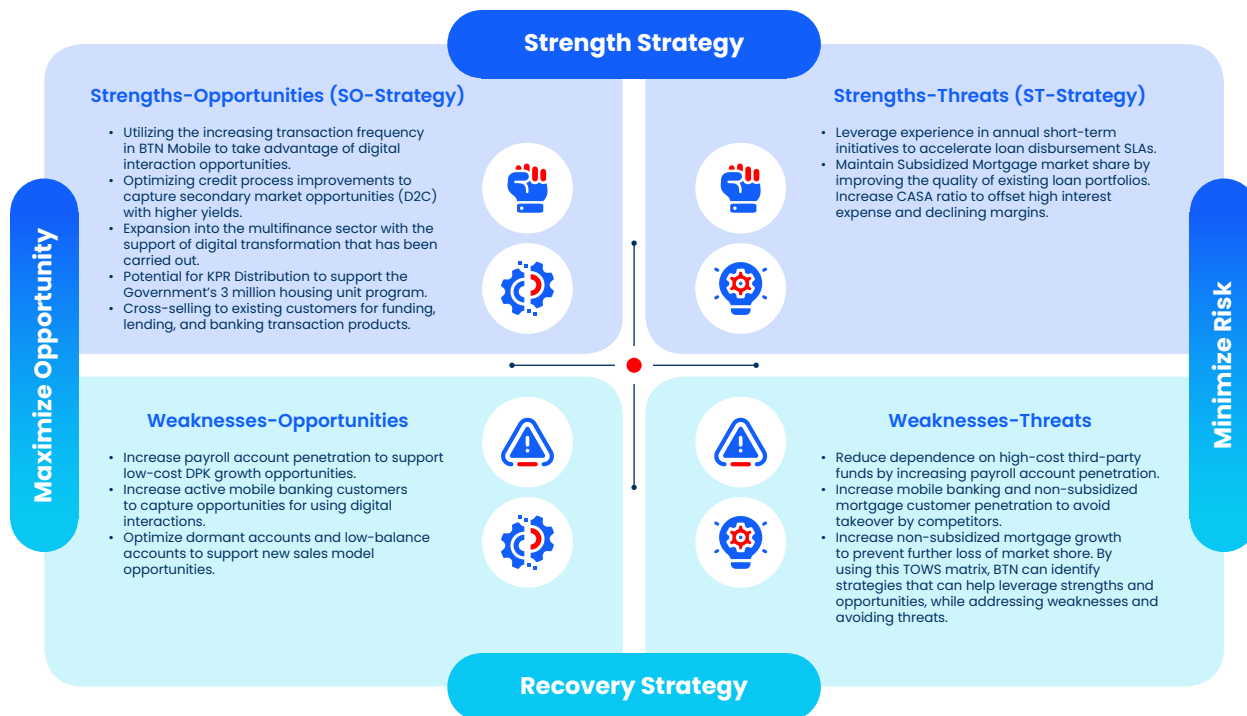 Strength Strategy
Strengths-Opportunities (SO-Strategy)
• Utilizing the increasing transaction frequency
in BTN Mobile to take advantage of digital
interaction opportunities.
• Optimizing credit process improvements to
capture secondary market opportunities (D2C)
with higher yields.
• Expansion into the multifinance sector with the
support of digital transformation that has been
carried out.
• Potential for KPR Distribution to support the
Government's 3 million housing unit program.
• Cross-selling to existing customers for funding,
lending, and banking transaction products.
Strengths-Threats (ST-Strategy)
• Leverage experience in annual short-term
initiatives to accelerate loan disbursement SLAs.
• Maintain Subsidized Mortgage market share by
improving the quality of existing loan portfolios.
Increase CASA ratio to offset high interest
expense and declining margins.
Maximize Opportunity
Minimize Risk
Weaknesses-Opportunities
• Increase payroll account penetration to support
low-cost DPK growth opportunities.
• Increase active mobile banking customers
to capture opportunities for using digital
interactions.
• Optimize dormant accounts and low-balance
accounts to support new sales model
opportunities.
Weaknesses-Threats
• Reduce dependence on high-cost third-party
funds by increasing payroll account penetration.
• Increase mobile banking and non-subsidized
mortgage customer penetration to avoid
takeover by competitors.
• Increase non-subsidized mortgage growth
to prevent further loss of market shore. By
using this TOWS matrix, BTN can identify
strategies that can help leverage strengths and
opportunities, while addressing weaknesses and
avoiding threats.
Recovery Strategy